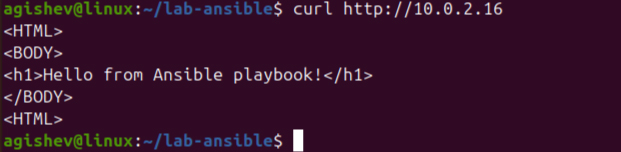 agishev@linux:~/lab-ansible$ curl http://10.0.2.16
<HTML>
<BODY>
<h1>Hello from Ansible playbook!</h1>
</BODY>
<HTML>
agishev@linux:~/lab-ansible$